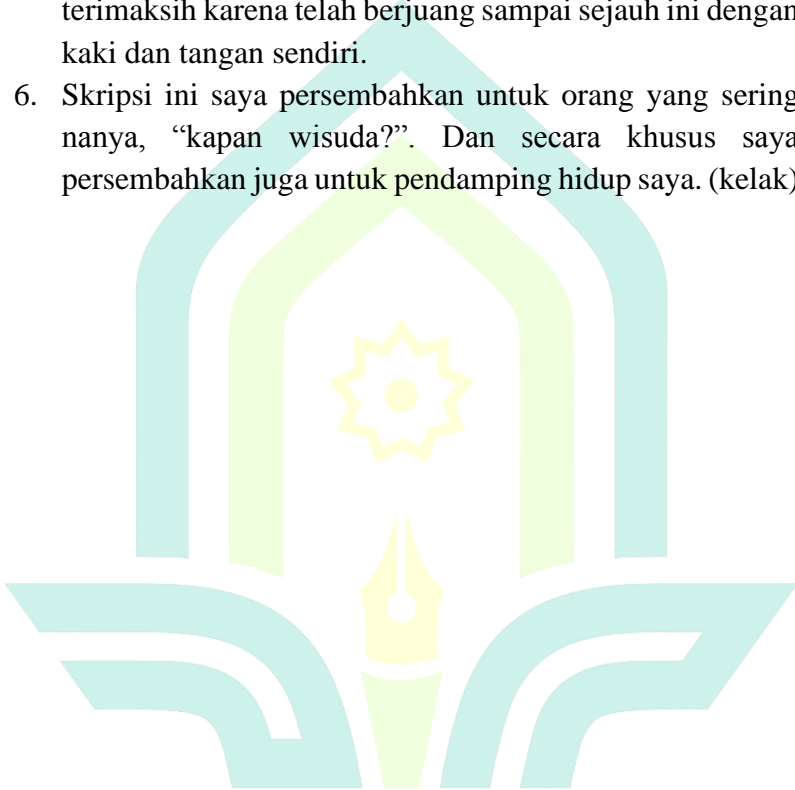 terimaksih karena telah berjuang sampai sejauh ini dengan
kaki dan tangan sendiri.
6. Skripsi ini saya persembahkan untuk orang yang sering
nanya, “kapan wisuda?”. Dan secara khusus saya
persembahkan juga untuk pendamping hidup saya. (kelak)